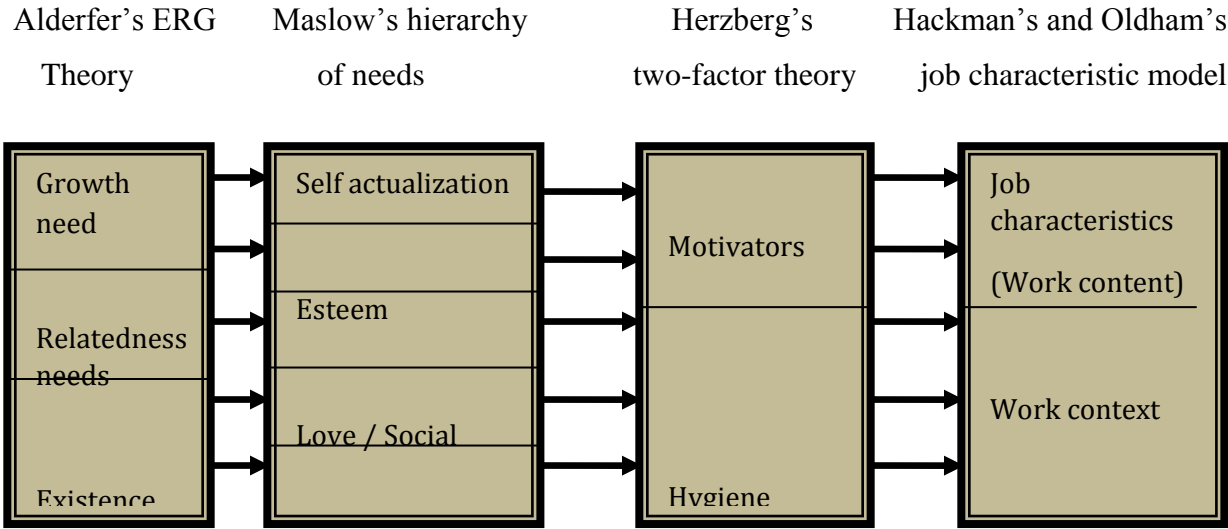 Alderfer's ERG
Theory
Maslow's hierarchy
of needs
Herzberg's
two-factor theory
Hackman's and Oldham's
job characteristic model
Growth
need
Relatedness
needs
Existence
Self actualization
Esteem
Love / Social
Motivators
Hygiene
Job
characteristics
(Work content)
Work context